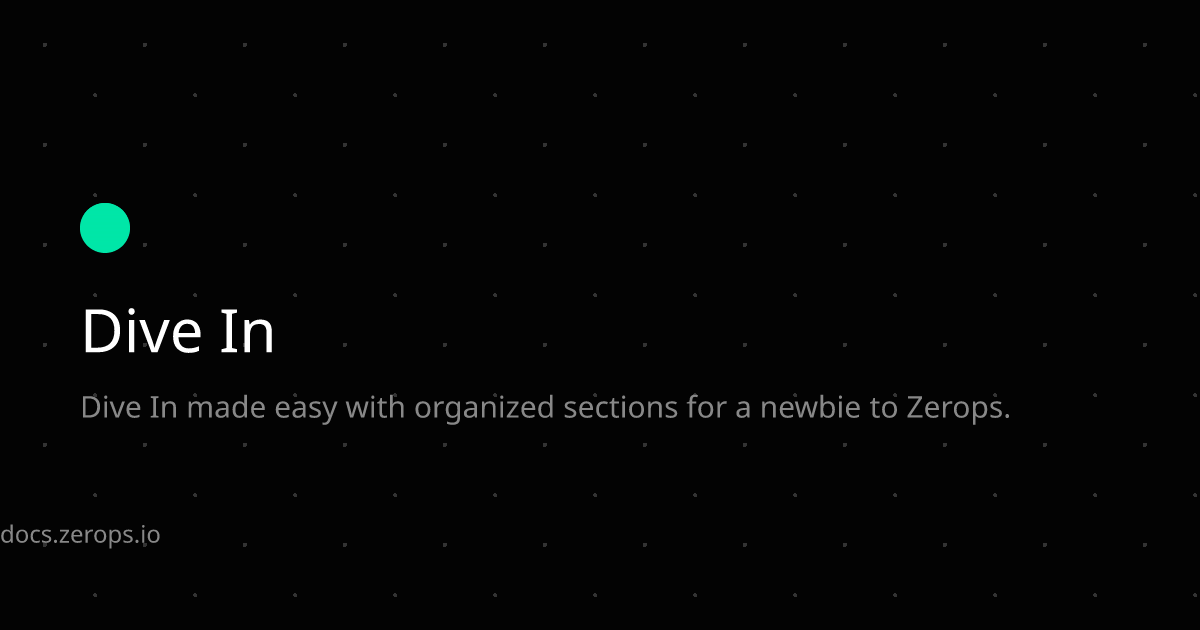 Dive In
Dive In made easy with organized sections for a newbie to Zerops.
docs.zerops.io